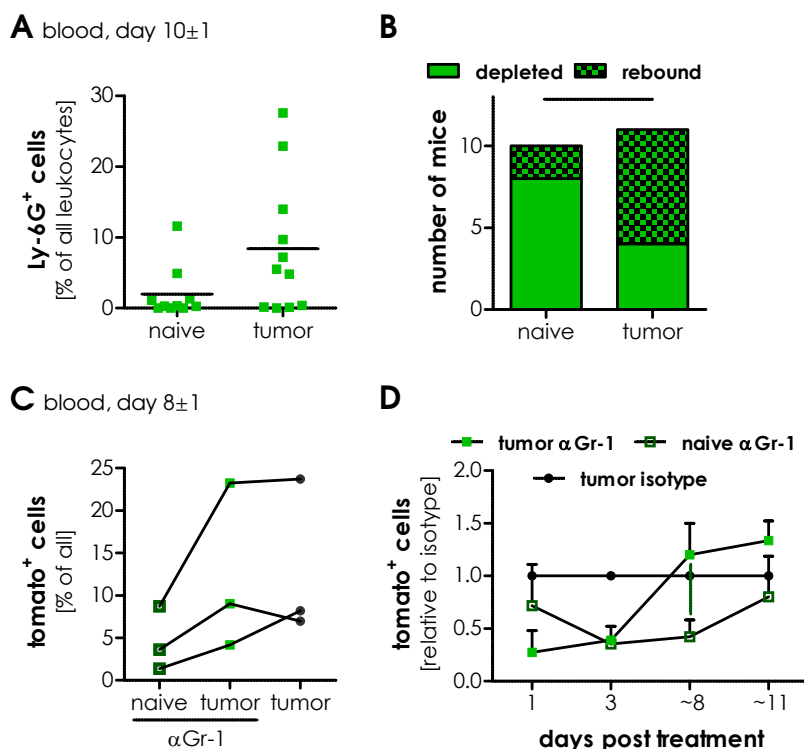 A blood, day 10±1
Ly-6G+ cells
[% of all leukocytes]
30
20
10
0
naive tumor
B
depleted rebound
number of mice
10
5
0
naive tumor
C blood, day 8±1
tomato+ cells
[% of all]
25
20
15
10
5
0
naive tumor tumor
αGr-1
D
tumor αGr-1 naive αGr-1
tumor isotype
tomato+ cells
[relative to isotype]
2.0
1.5
1.0
0.5
0.0
1 3 ~8 ~11
days post treatment